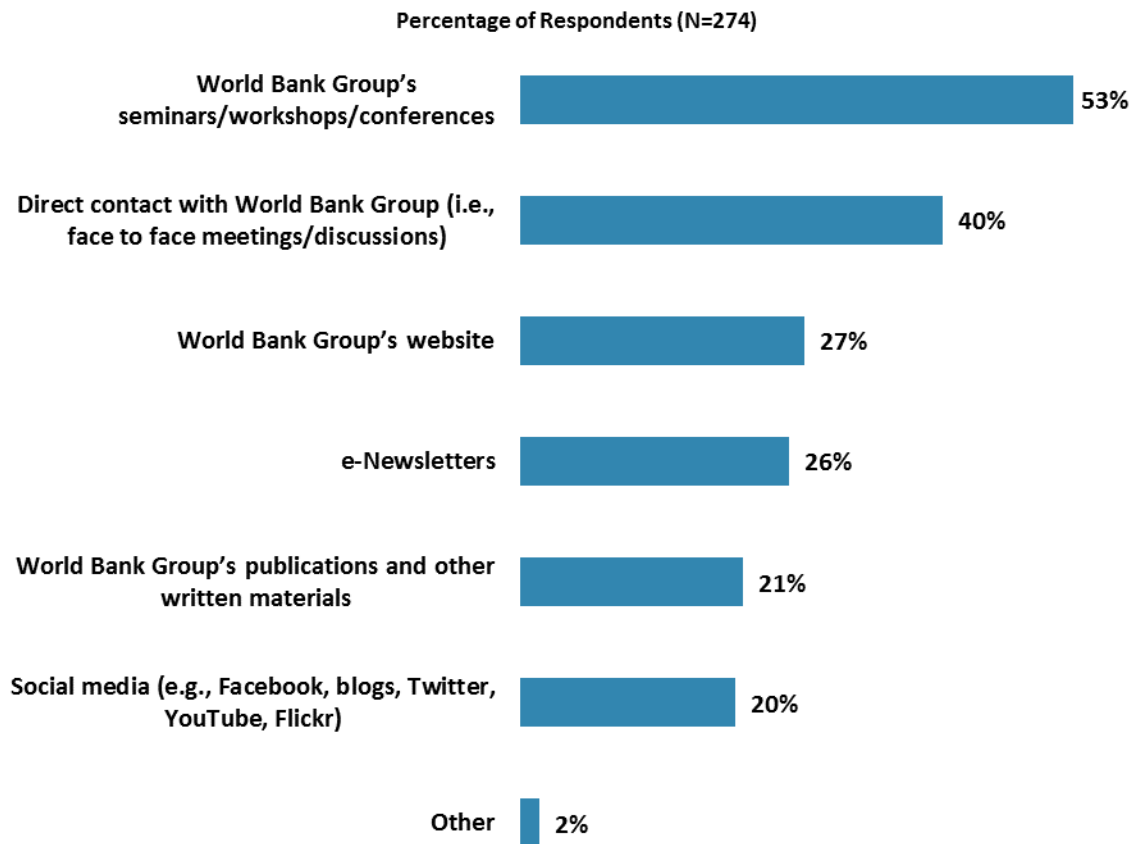 Percentage of Respondents (N=274)
World Bank Group’s
seminars/workshops/conferences
53%
Direct contact with World Bank Group (i.e.,
face to face meetings/discussions)
40%
World Bank Group’s website
27%
e-Newsletters
26%
World Bank Group’s publications and other
written materials
21%
Social media (e.g., Facebook, blogs, Twitter,
YouTube, Flickr)
20%
Other
2%